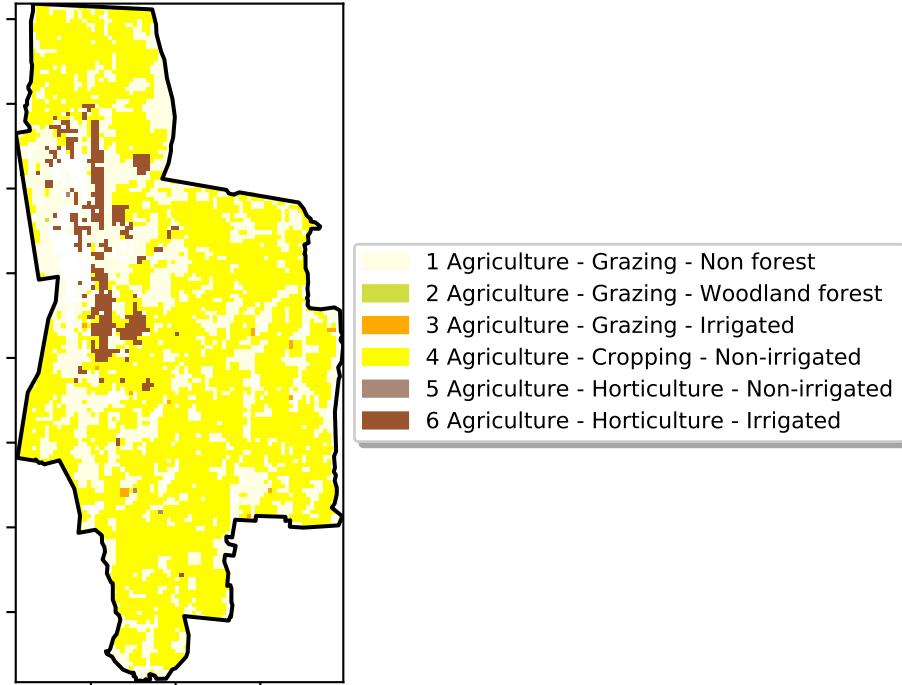 1 Agriculture - Grazing - Non forest
2 Agriculture - Grazing - Woodland forest
3 Agriculture - Grazing - Irrigated
4 Agriculture - Cropping - Non-irrigated
5 Agriculture - Horticulture - Non-irrigated
6 Agriculture - Horticulture - Irrigated